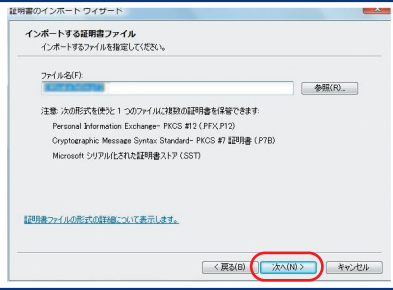 証明書のインポート ウィザード
インポートする証明書ファイル
インポートするファイルを指定してください。
ファイル名(F):
参照(R)...
注意: 次の形式を使うと 1 つのファイルに複数の証明書を保管できます:
Personal Information Exchange- PKCS #12 (.PFX,.P12)
Cryptographic Message Syntax Standard- PKCS #7 証明書 (.P7B)
Microsoft シリアル化された証明書ストア (.SST)
証明書ファイルの形式の詳細について表示します。
< 戻る(B)
次へ(N) >
キャンセル